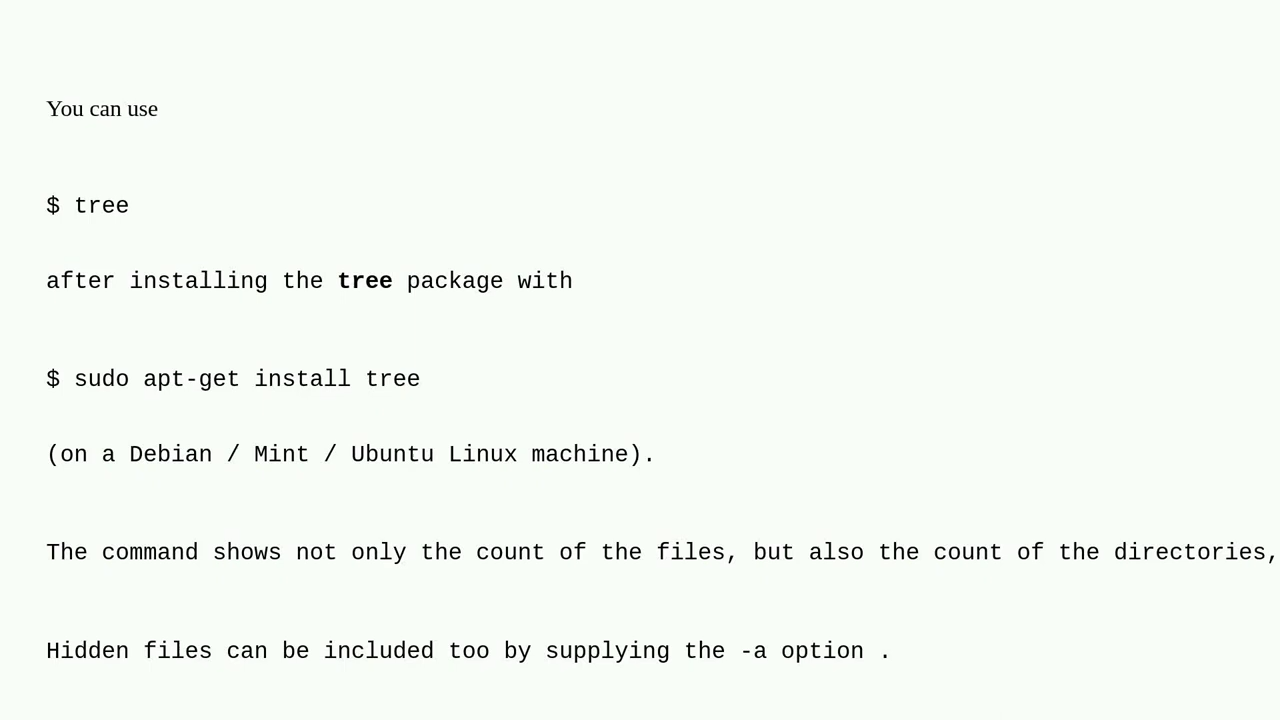 You can use
$ tree
after installing the tree package with
$ sudo apt-get install tree
(on a Debian / Mint / Ubuntu Linux machine).
The command shows not only the count of the files, but also the count of the directories,
Hidden files can be included too by supplying the -a option .